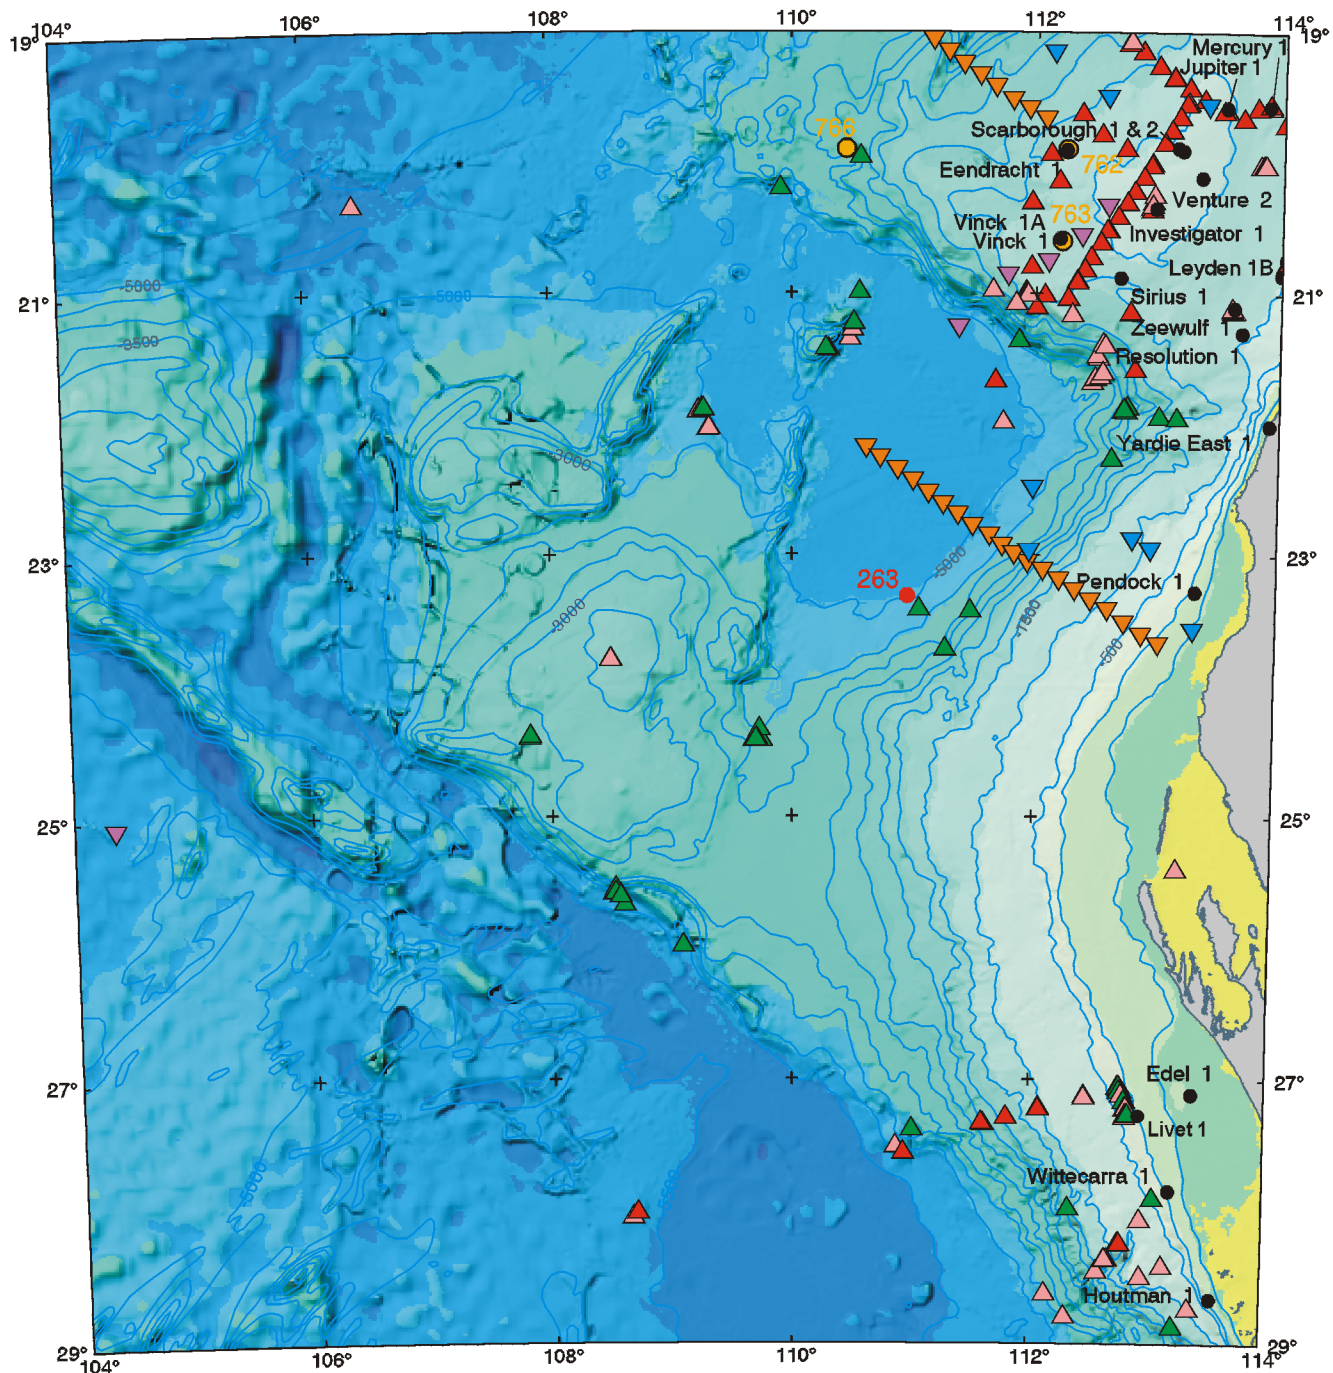 104° 106° 108° 110° 112° 114°
19° 19°
Mercury 1
Jupiter 1
766
Scarborough 1 & 2
762
Eendracht 1
Venture 2
763
Vinck 1A
Vinck 1
Investigator 1
Leyden 1B
-5000
-5000
21° 21°
Sirius 1
Zeewulf 1
-3500
Resolution 1
Yardie East 1
-3000
23° 23°
-5000
263
Pendock 1
-3000
-1500
-500
25° 25°
27° 27°
Edel 1
Livet 1
Wittecarra 1
-5000
-5500
Houtman 1
29° 29°
104° 106° 108° 110° 112° 114°